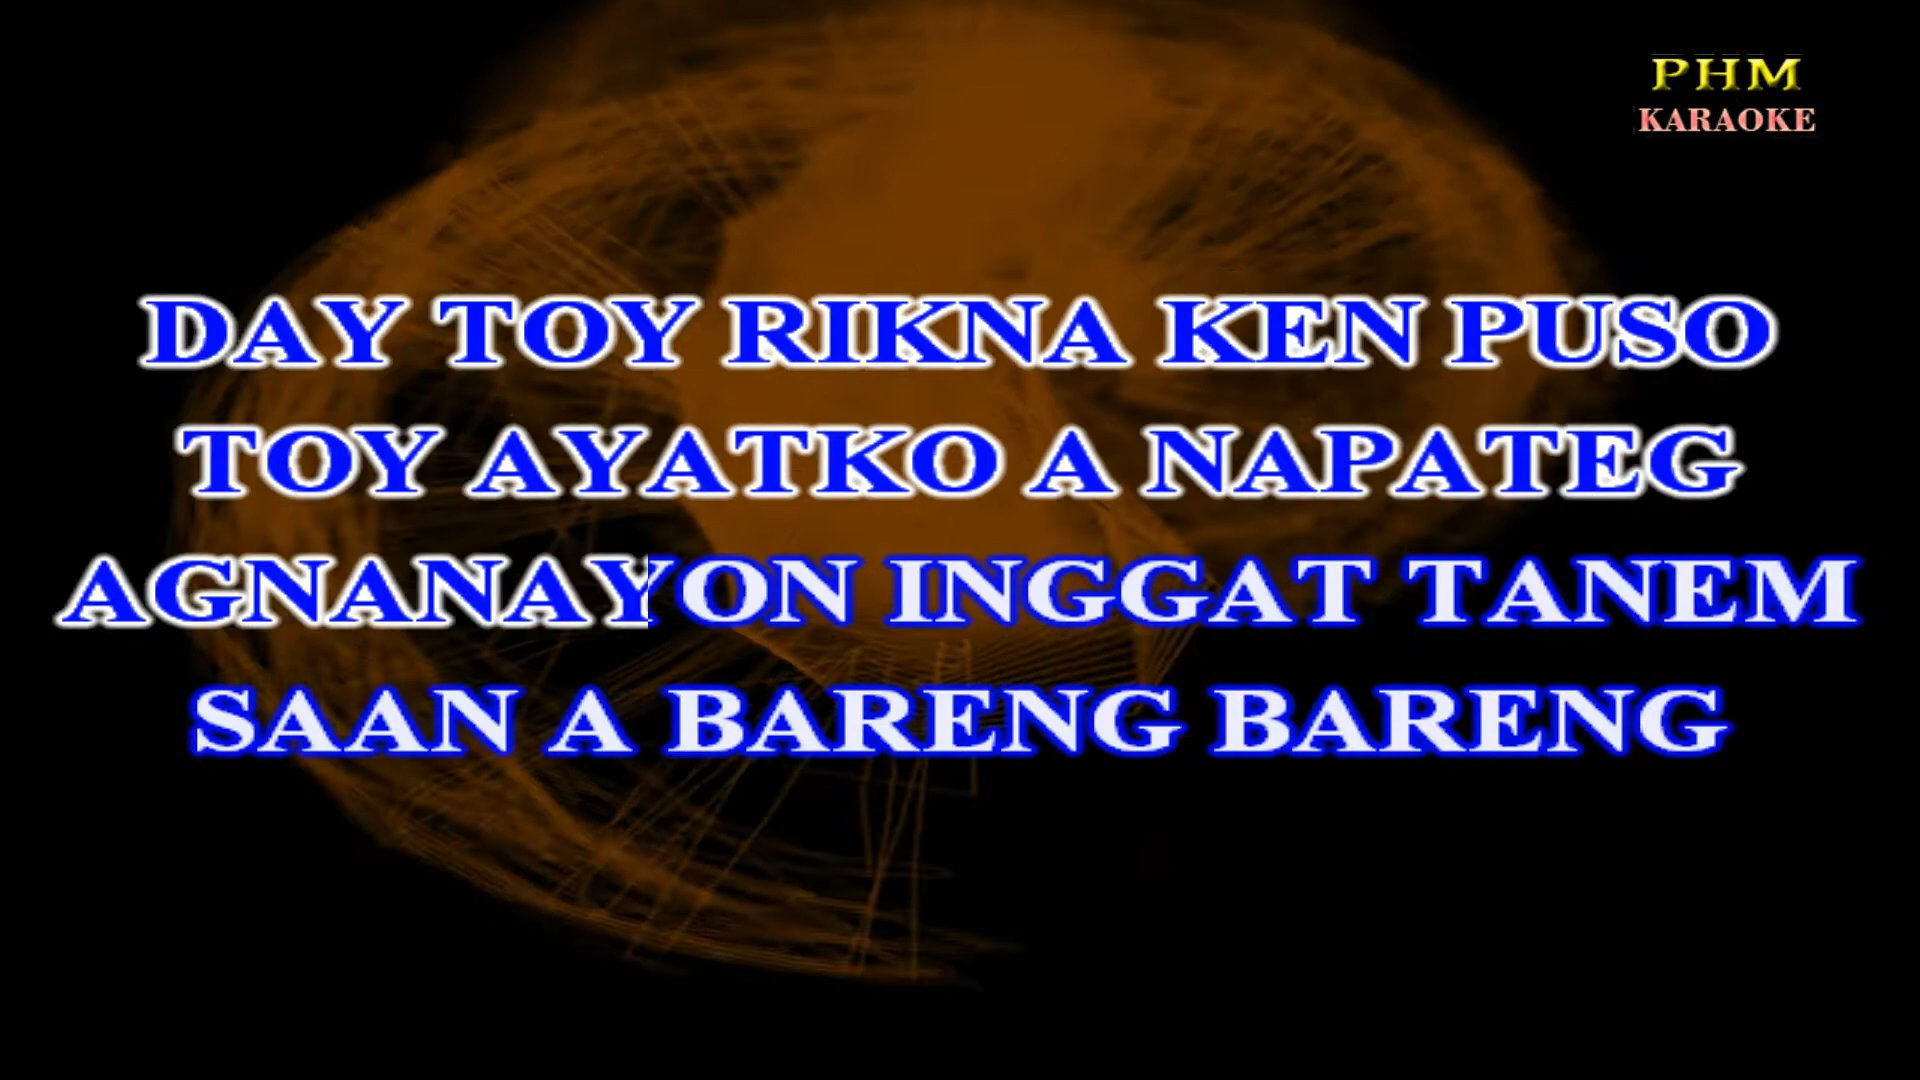 PHM
KARAOKE
DAY TOY RIKNA KEN PUSO
TOY AYATKO A NAPATEG
AGNANAYON INGGAT TANEM
SAAN A BARENG BARENG